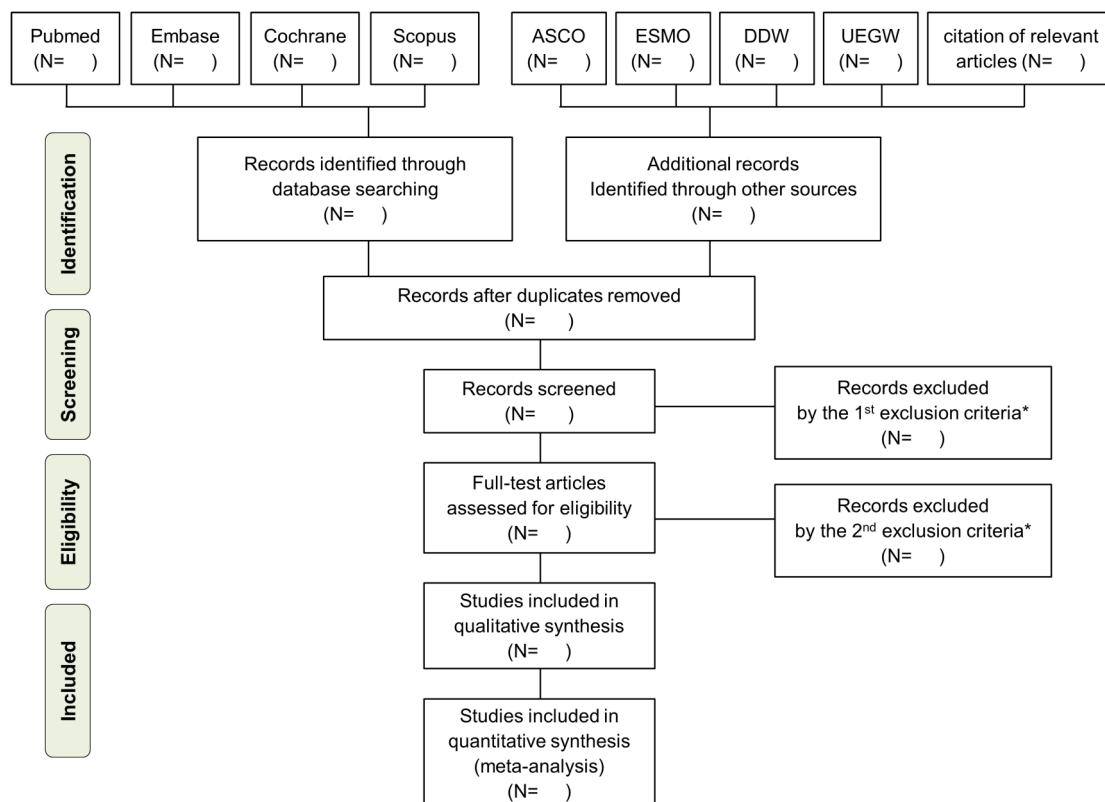 Pubmed
(N=     )
Embase
(N=     )
Cochrane
(N=     )
Scopus
(N=     )
ASCO
(N=     )
ESMO
(N=     )
DDW
(N=     )
UEGW
(N=     )
citation of relevant
articles (N=     )
Identification
Records identified through
database searching
(N=     )
Additional records
Identified through other sources
(N=     )
Records after duplicates removed
(N=     )
Screening
Records screened
(N=     )
Records excluded
by the 1st exclusion criteria*
(N=     )
Eligibility
Full-test articles
assessed for eligibility
(N=     )
Records excluded
by the 2nd exclusion criteria*
(N=     )
Included
Studies included in
qualitative synthesis
(N=     )
Studies included in
quantitative synthesis
(meta-analysis)
(N=     )